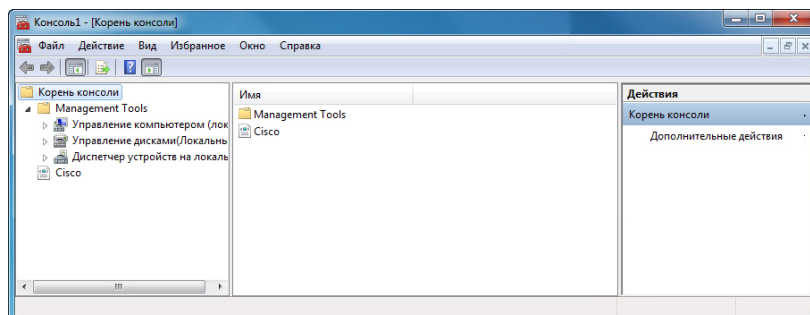 Консоль1 - [Корень консоли]
Файл Действие Вид Избранное Окно Справка
Корень консоли
Management Tools
Управление компьютером (лок
Управление дисками(Локальнь
Диспетчер устройств на локаль
Cisco
Имя
Management Tools
Cisco
Действия
Корень консоли
Дополнительные действия